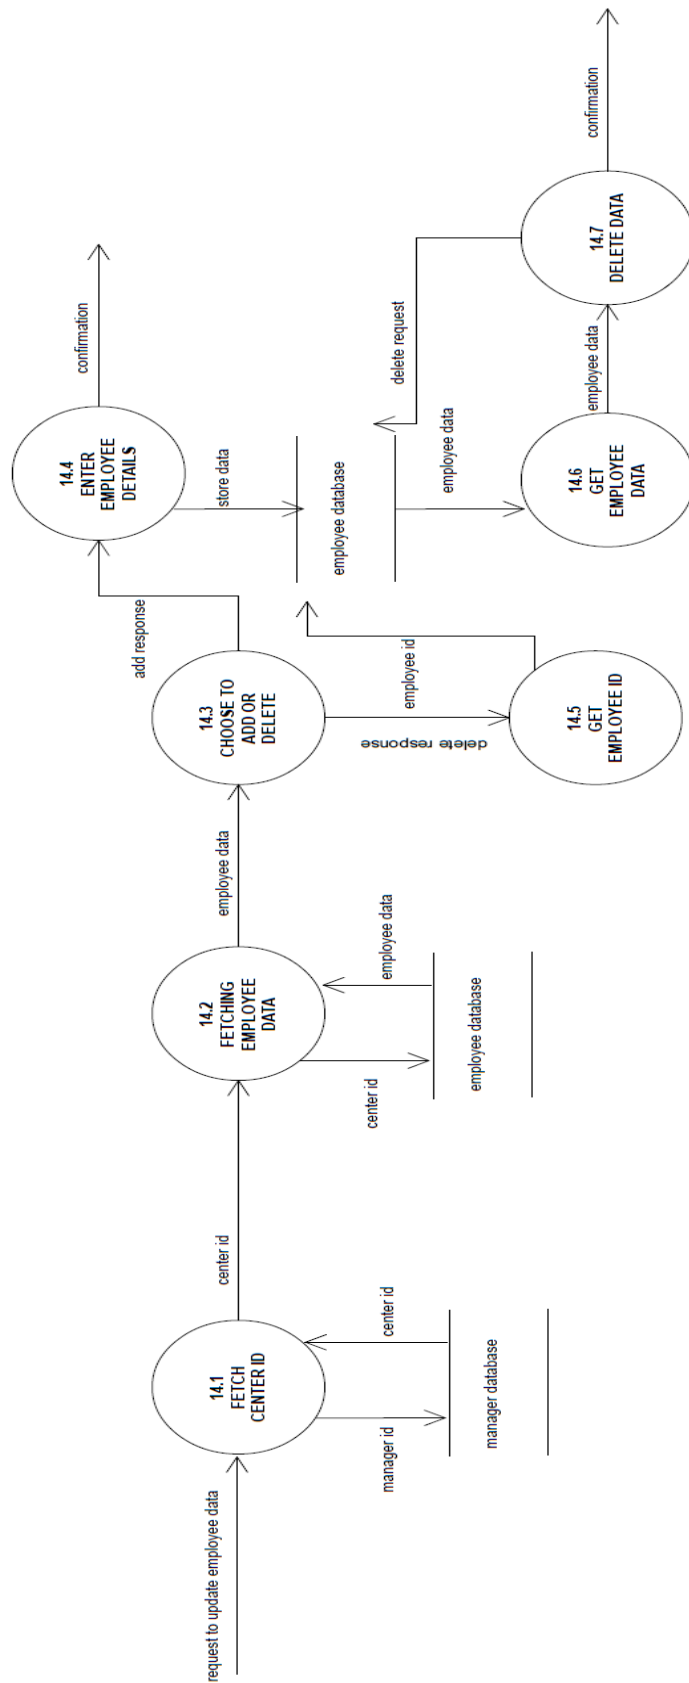 request to update employee data
14.1
FETCH
CENTER ID
manager id
center id
manager database
center id
14.2
FETCHING
EMPLOYEE
DATA
center id
employee data
employee database
employee data
14.3
CHOOSE TO
ADD OR
DELETE
add response
delete response
14.4
ENTER
EMPLOYEE
DETAILS
confirmation
store data
employee database
employee id
14.5
GET
EMPLOYEE ID
employee data
14.6
GET
EMPLOYEE
DATA
employee data
delete request
14.7
DELETE DATA
confirmation